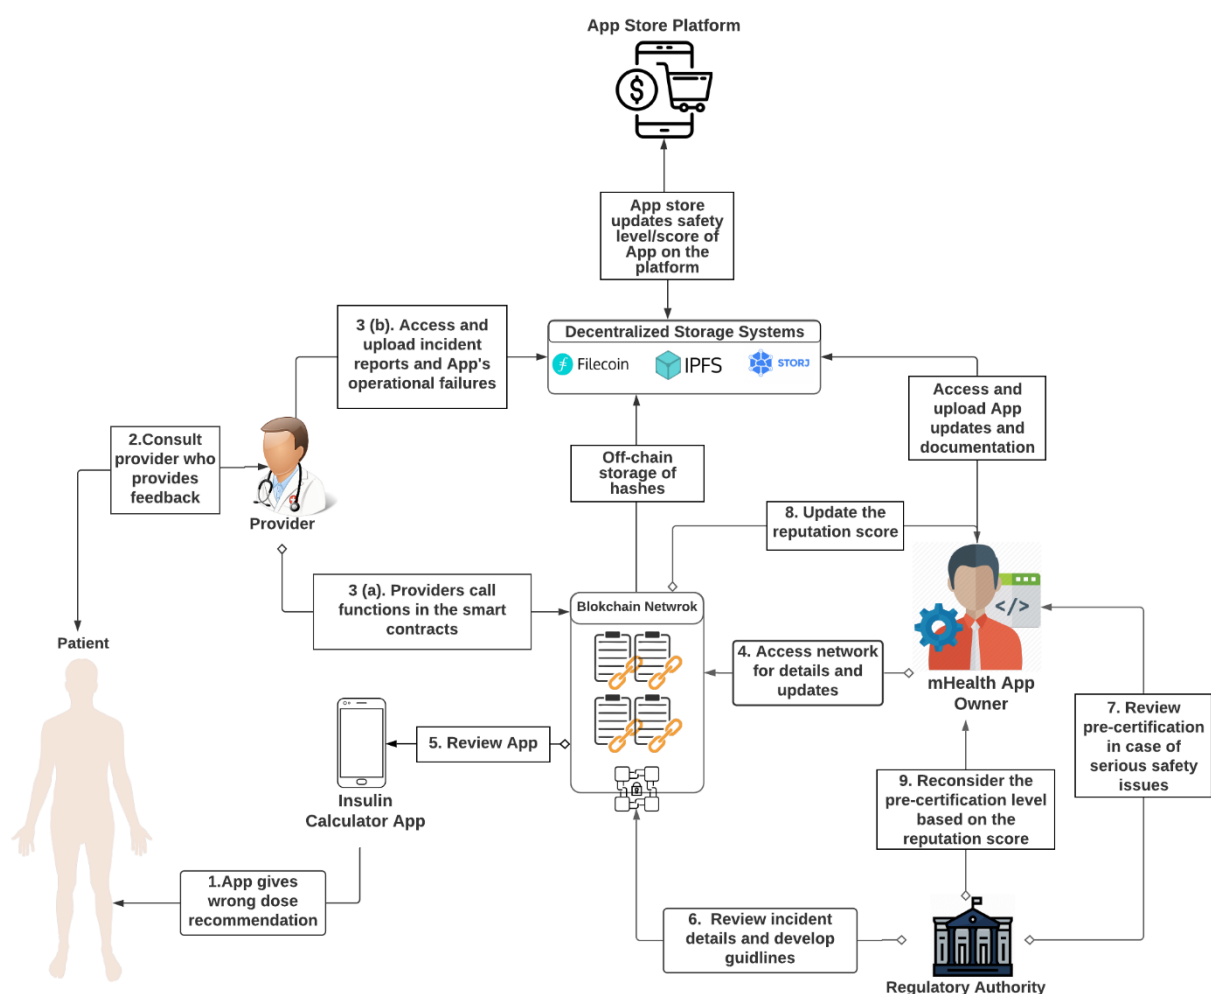 App Store Platform
App store
updates safety
level/score of
App on the
platform
3 (b). Access and
upload incident
reports and App's
operational failures
Decentralized Storage Systems
Filecoin
IPFS
STORJ
Access and
upload App
updates and
documentation
2.Consult
provider who
provides
feedback
Provider
Off-chain
storage of
hashes
8. Update the
reputation score
3 (a). Providers call
functions in the smart
contracts
Blokchain Netwrok
</>
Patient
4. Access network
for details and
updates
mHealth App
Owner
7. Review
pre-certification
in case of
serious safety
issues
5. Review App
Insulin
Calculator App
9. Reconsider the
pre-certification level
based on the
reputation score
1.App gives
wrong dose
recommendation
6. Review incident
details and develop
guidlines
Regulatory Authority